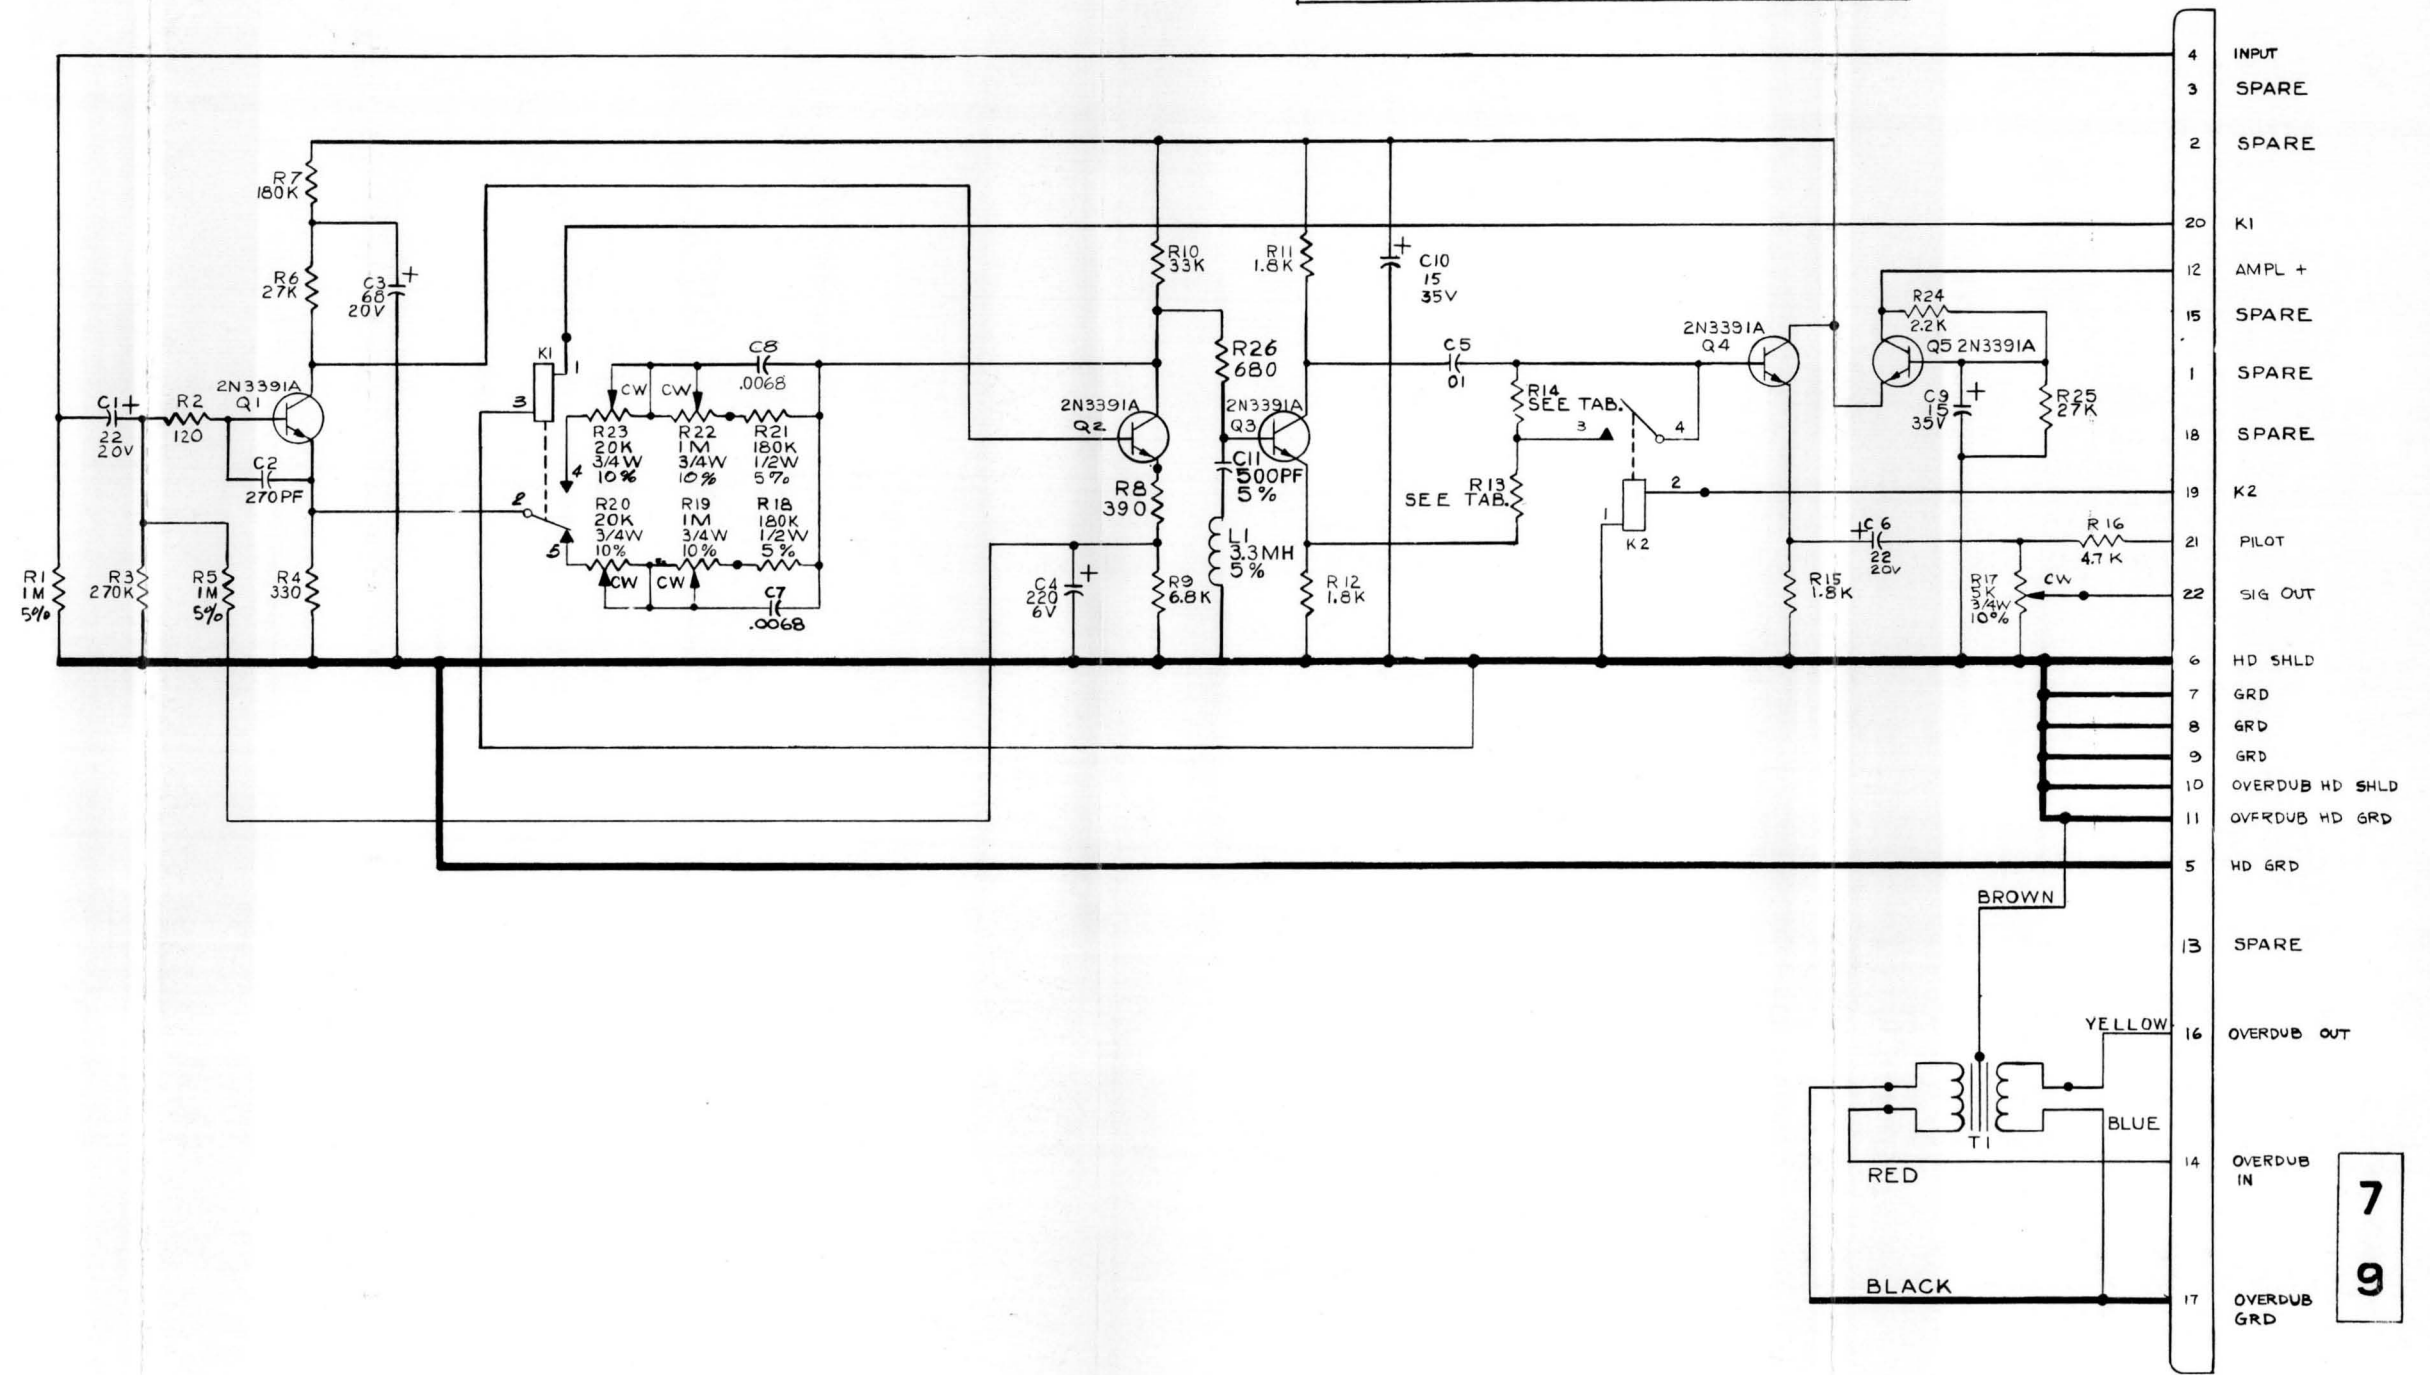 4 INPUT
3 SPARE
2 SPARE
20 K1
12 AMPL +
15 SPARE
1 SPARE
18 SPARE
19 K2
21 PILOT
22 SIG OUT
6 HD SHLD
7 GRD
8 GRD
9 GRD
10 OVERDUB HD SHLD
11 OVERDUB HD GRD
5 HD GRD
13 SPARE
16 OVERDUB OUT
14 OVERDUB
IN
17 OVERDUB
GRD
R7
180K
R6
27K
C3
68
20V
+
2N3391A
Q1
C1 +
22
20V
R2
120
C2
270PF
R1
1M
5%
R3
270K
R5
1M
5%
R4
330
K1
1
3
2
4
5
C8
.0068
CW
CW
R23
20K
3/4W
10%
R22
1M
3/4W
10%
R21
180K
1/2W
5%
R20
20K
3/4W
10%
R19
1M
3/4W
10%
R18
180K
1/2W
5%
CW
CW
C7
.0068
R10
33K
R11
1.8K
+
C10
15
35V
R26
680
2N3391A
Q2
2N3391A
Q3
C11
500PF
5%
R8
390
L1
3.3MH
5%
C4
220
6V
+
R9
6.8K
R12
1.8K
C5
01
R14
SEE TAB.
3
4
R13
SEE TAB.
2
1
K2
2N3391A
Q4
R24
2.2K
Q5 2N3391A
C9
15
35V
+
R25
27K
+
C6
22
20V
R16
4.7K
R15
1.8K
R17
5K
3/4W
10%
CW
BROWN
YELLOW
BLUE
T1
RED
BLACK
7
9